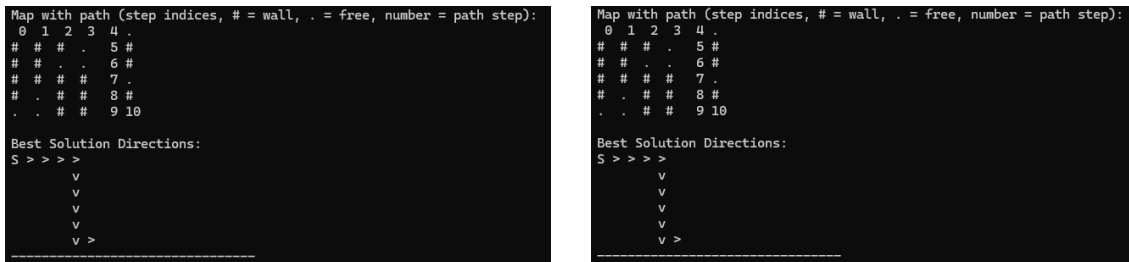 Map with path (step indices, # = wall, . = free, number = path step):
0 1 2 3 4 .
# # # . 5 #
# # . . 6 #
# # # # 7 .
# . # # 8 #
. . # # 9 10
Best Solution Directions:
S > > > >
v
v
v
v
v >
--------------------------------
Map with path (step indices, # = wall, . = free, number = path step):
0 1 2 3 4 .
# # # . 5 #
# # . . 6 #
# # # # 7 .
# . # # 8 #
. . # # 9 10
Best Solution Directions:
S > > > >
v
v
v
v
v >
--------------------------------